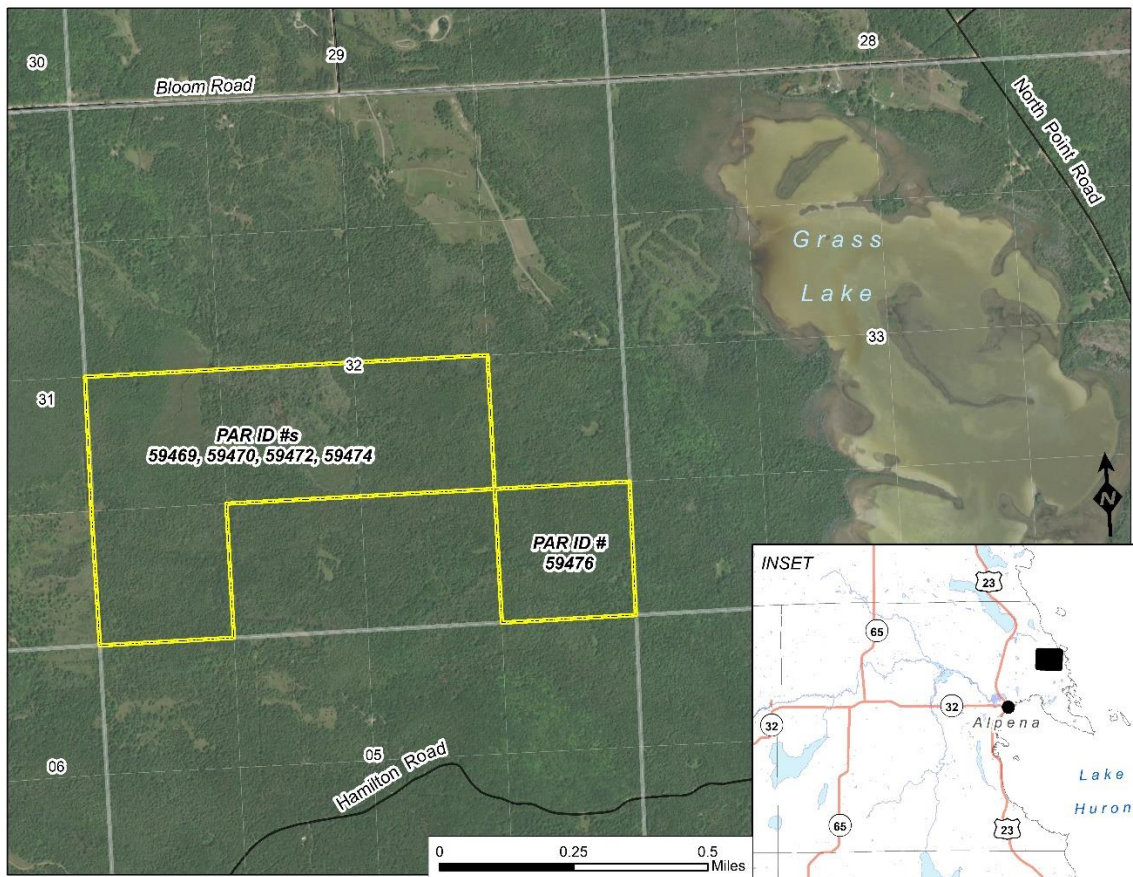 30
29
28
Bloom Road
North Point Road
Grass
Lake
33
32
31
PAR ID #s
59469, 59470, 59472, 59474
PAR ID #
59476
N
06
05
Hamilton Road
0 0.25 0.5
Miles
INSET
23
65
32
32
Alpena
Lake
Huron
65
23